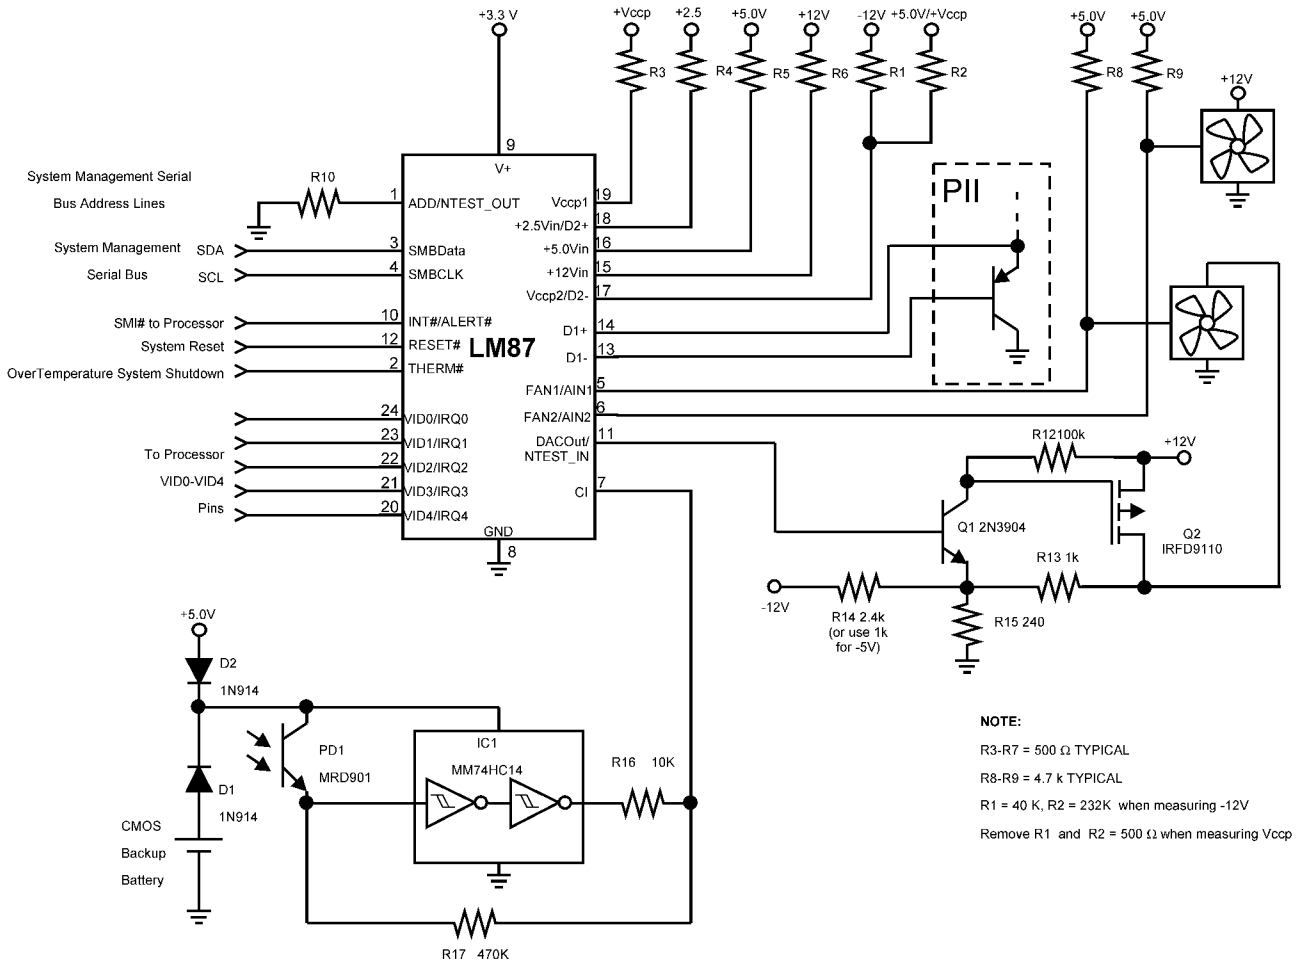 +3.3 V
+Vccp
+2.5
+5.0V
+12V
-12V
+5.0V/+Vccp
+5.0V
+5.0V
R3
R4
R5
R6
R1
R2
R8
R9
+12V
9
V+
System Management Serial
Bus Address Lines
R10
1
ADD/NTEST_OUT
Vccp1
19
+2.5Vin/D2+
18
PII
System Management
Serial Bus
SDA
3
SMBData
+5.0Vin
16
SCL
4
SMBCLK
+12Vin
15
Vccp2/D2-
17
SMI# to Processor
10
INT#/ALERT#
D1+
14
System Reset
12
RESET#
LM87
D1-
13
OverTemperature System Shutdown
2
THERM#
FAN1/AIN1
5
FAN2/AIN2
6
24
VID0/IRQ0
23
VID1/IRQ1
DACOut/
NTEST_IN
11
To Processor
VID0-VID4
Pins
22
VID2/IRQ2
21
VID3/IRQ3
CI
7
20
VID4/IRQ4
GND
8
R12100k
+12V
Q1 2N3904
Q2
IRFD9110
R13 1k
-12V
R14 2.4k
(or use 1k
for -5V)
R15 240
+5.0V
D2
1N914
PD1
MRD901
D1
1N914
CMOS
Backup
Battery
IC1
MM74HC14
R16 10K
R17 470K
NOTE:
R3-R7 = 500 Ω TYPICAL
R8-R9 = 4.7 k TYPICAL
R1 = 40 K, R2 = 232K when measuring -12V
Remove R1 and R2 = 500 Ω when measuring Vccp